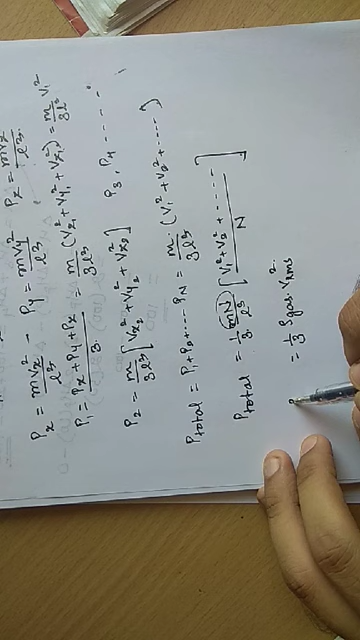 Px = mvx²/l³ - Py = mvy²/l³ Pz = mvz²/l³
P₁ = Px+Py+Pz/3 = m/3l³ (Vx₁² + Vy₁² + Vz₁²) = m/3l³ V₁²
P₂ = m/3l³ [Vx₂² + Vy₂² + Vz₂²] P₃, P₄ ......
Ptotal = P₁+P₂..... PN = m/3l³ (V₁² + V₂² + .....)
Ptotal = 1/3 mN/l³ [V₁² + V₂² + ...../N]
= 1/3 ρgas. V²rms